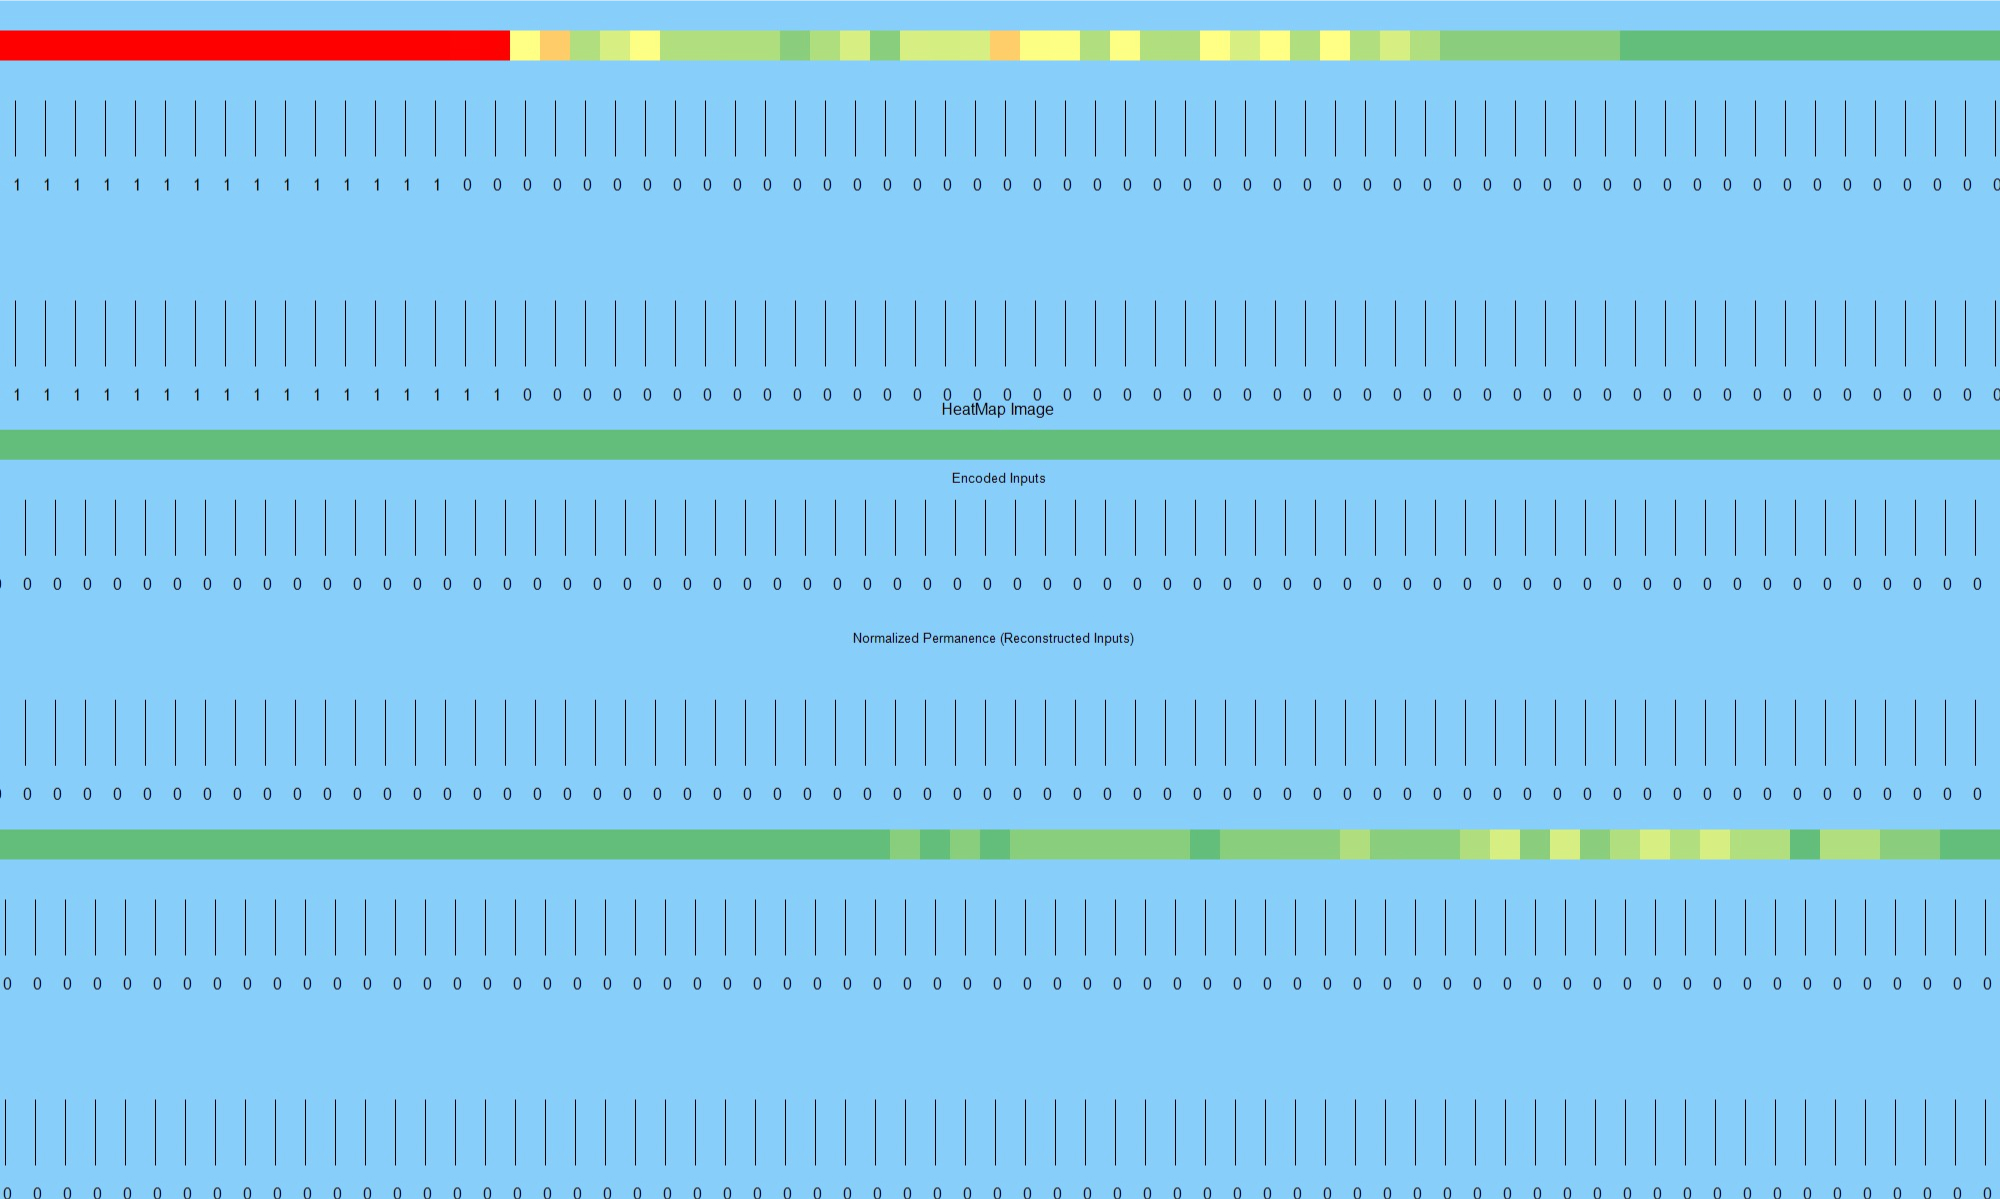 1 1 1 1 1 1 1 1 1 1 1 1 1 1 1 0 0 0 0 0 0 0 0 0 0 0 0 0 0 0 0 0 0 0 0 0 0 0 0 0 0 0 0 0 0 0 0 0 0 0 0 0 0 0 0 0 0 0 0 0 0 0 0 0 0 0 0
1 1 1 1 1 1 1 1 1 1 1 1 1 1 1 1 1 0 0 0 0 0 0 0 0 0 0 0 0 0 0 0 0 0 0 0 0 0 0 0 0 0 0 0 0 0 0 0 0 0 0 0 0 0 0 0 0 0 0 0 0 0 0 0 0 0 0
HeatMap Image
Encoded Inputs
0 0 0 0 0 0 0 0 0 0 0 0 0 0 0 0 0 0 0 0 0 0 0 0 0 0 0 0 0 0 0 0 0 0 0 0 0 0 0 0 0 0 0 0 0 0 0 0 0 0 0 0 0 0 0 0 0 0 0 0 0 0 0 0 0 0
Normalized Permanence (Reconstructed Inputs)
0 0 0 0 0 0 0 0 0 0 0 0 0 0 0 0 0 0 0 0 0 0 0 0 0 0 0 0 0 0 0 0 0 0 0 0 0 0 0 0 0 0 0 0 0 0 0 0 0 0 0 0 0 0 0 0 0 0 0 0 0 0 0 0 0 0
0 0 0 0 0 0 0 0 0 0 0 0 0 0 0 0 0 0 0 0 0 0 0 0 0 0 0 0 0 0 0 0 0 0 0 0 0 0 0 0 0 0 0 0 0 0 0 0 0 0 0 0 0 0 0 0 0 0 0 0 0 0 0 0 0 0 0
0 0 0 0 0 0 0 0 0 0 0 0 0 0 0 0 0 0 0 0 0 0 0 0 0 0 0 0 0 0 0 0 0 0 0 0 0 0 0 0 0 0 0 0 0 0 0 0 0 0 0 0 0 0 0 0 0 0 0 0 0 0 0 0 0 0 0